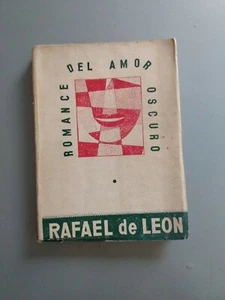 ROMANCE DEL AMOR OSCURO
RAFAEL de LEON